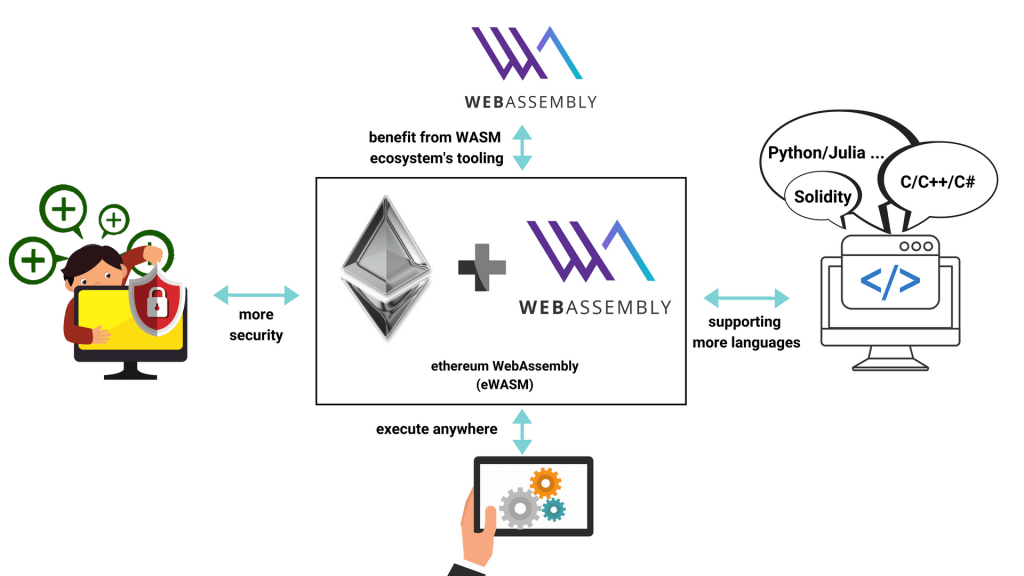 WEBASSEMBLY
benefit from WASM
ecosystem's tooling
Python/Julia ...
C/C++/C#
Solidity
</>
WEBASSEMBLY
more
security
supporting
more languages
ethereum WebAssembly
(eWASM)
execute anywhere